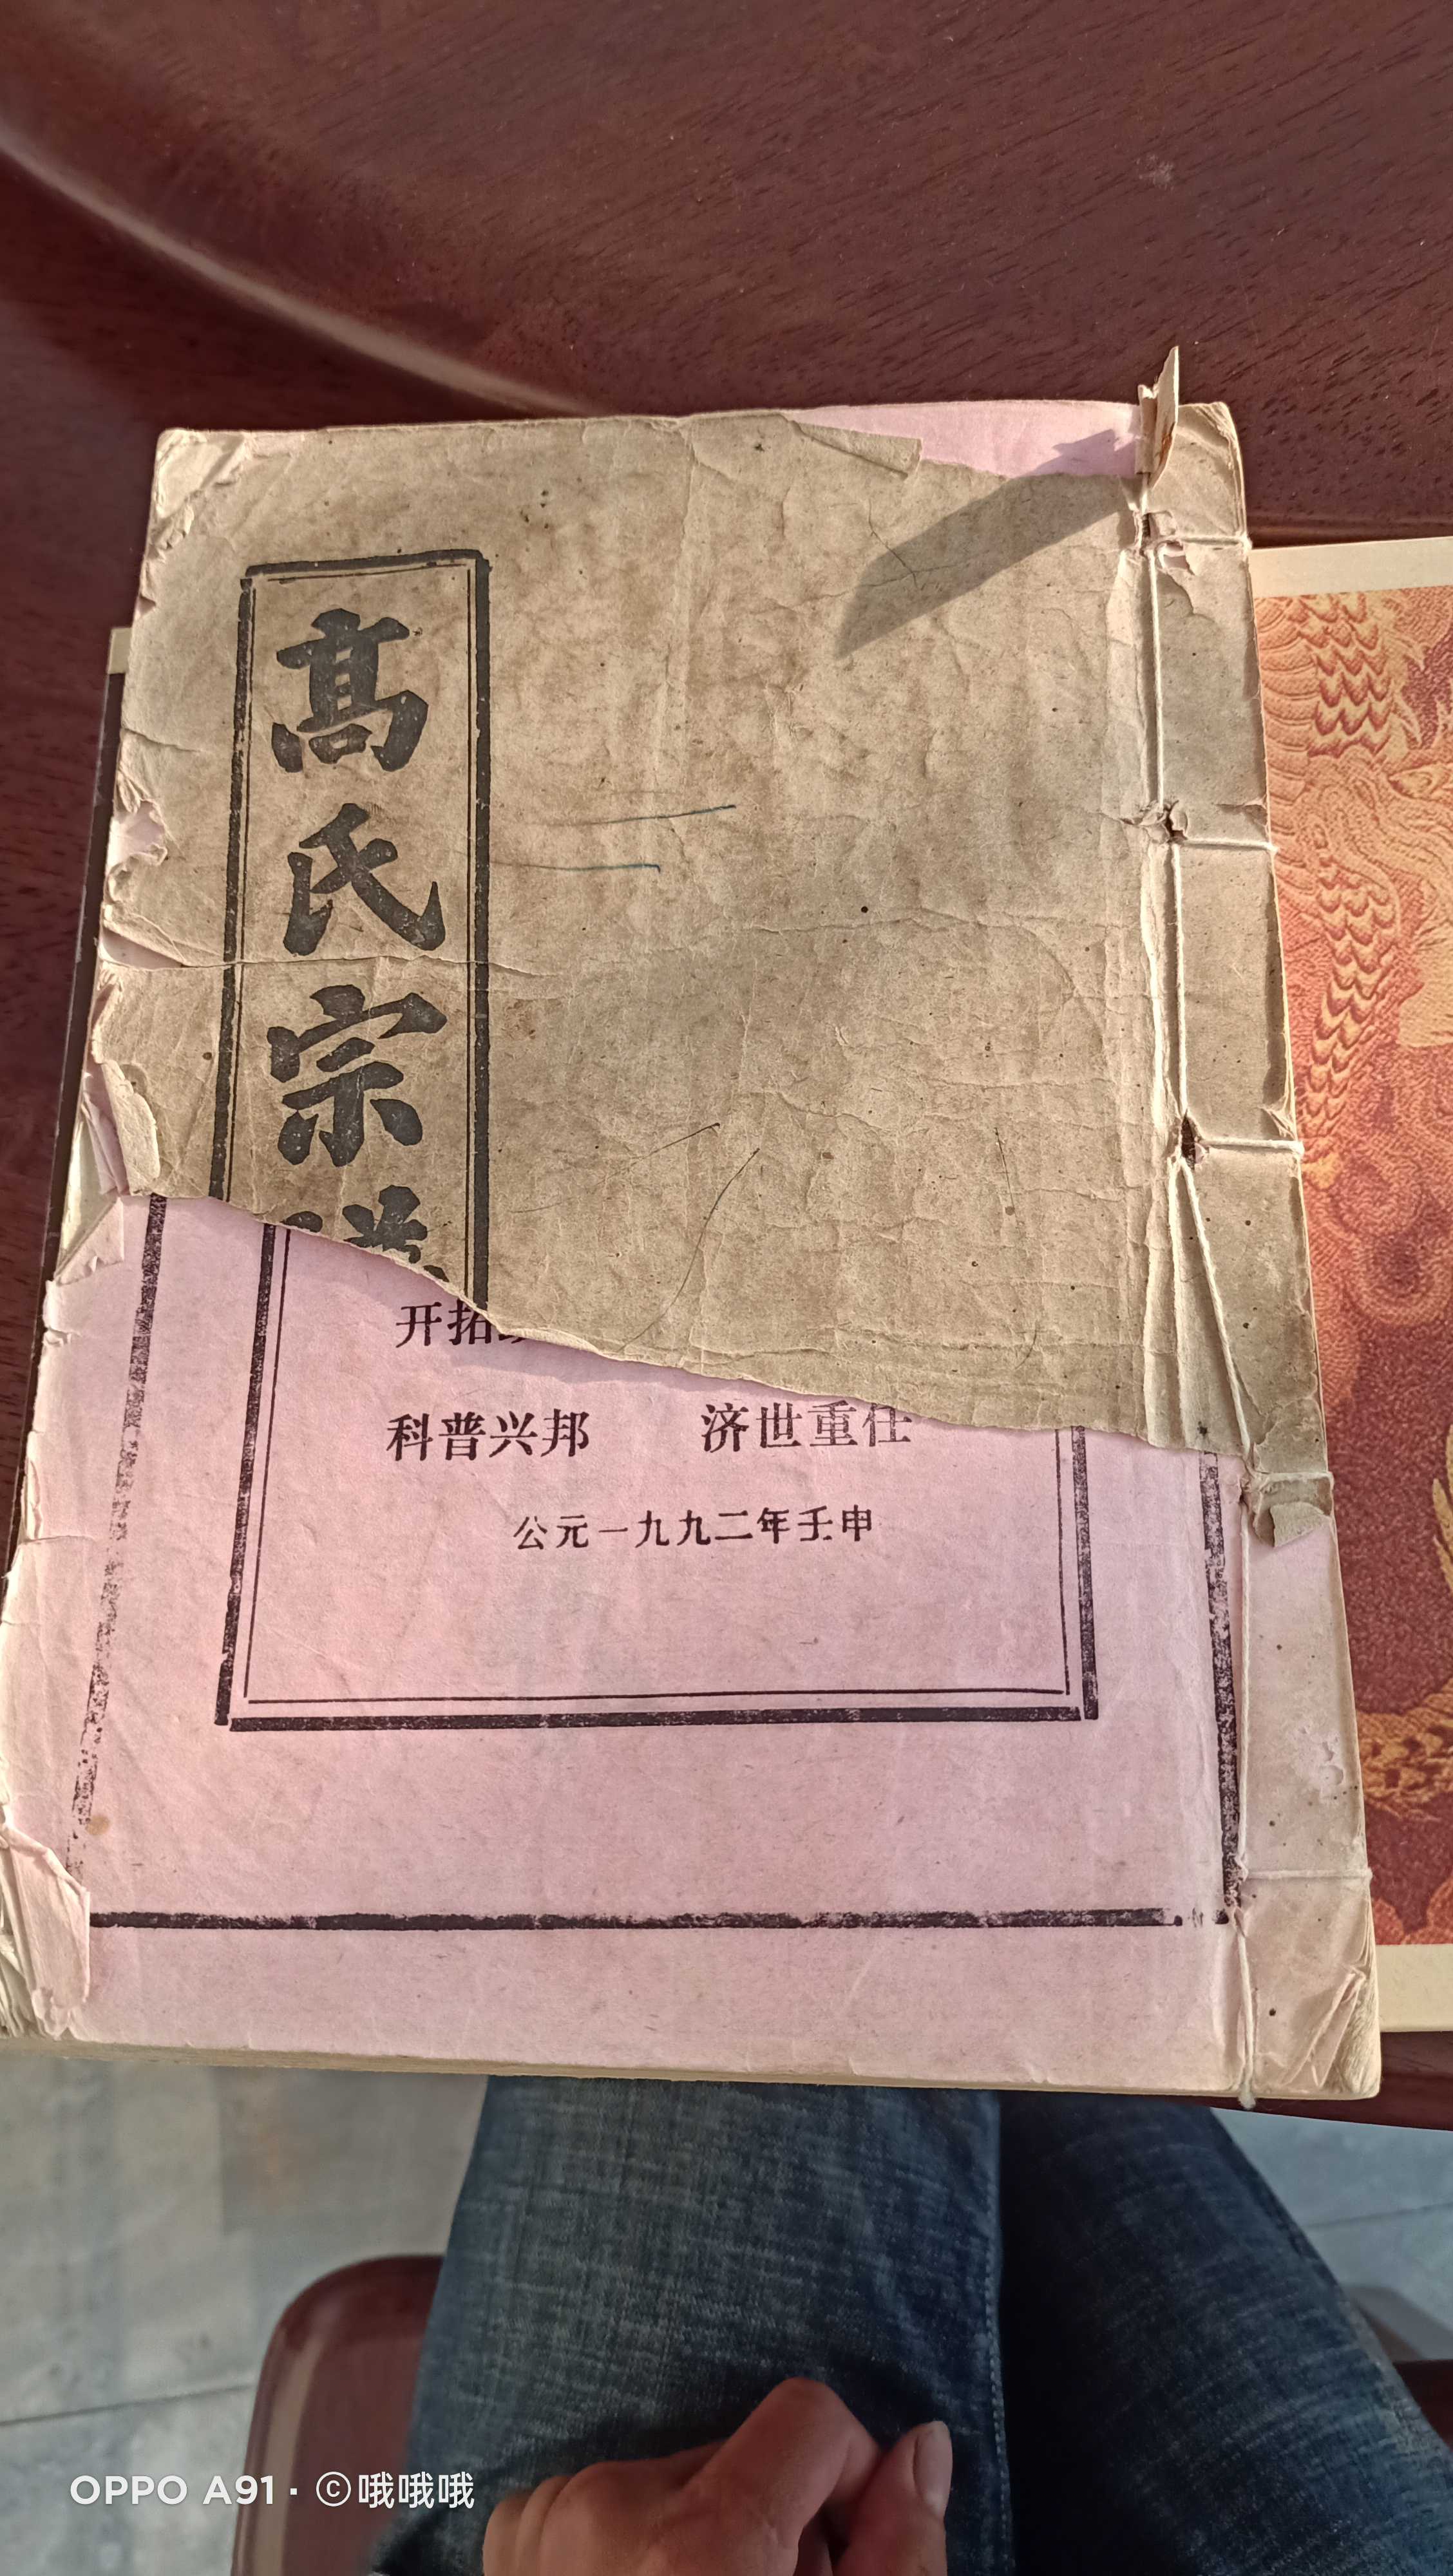 髙氏宗
开拓
科普兴邦 济世重任
公元一九九二年壬申
OPPO A91 · ©哦哦哦